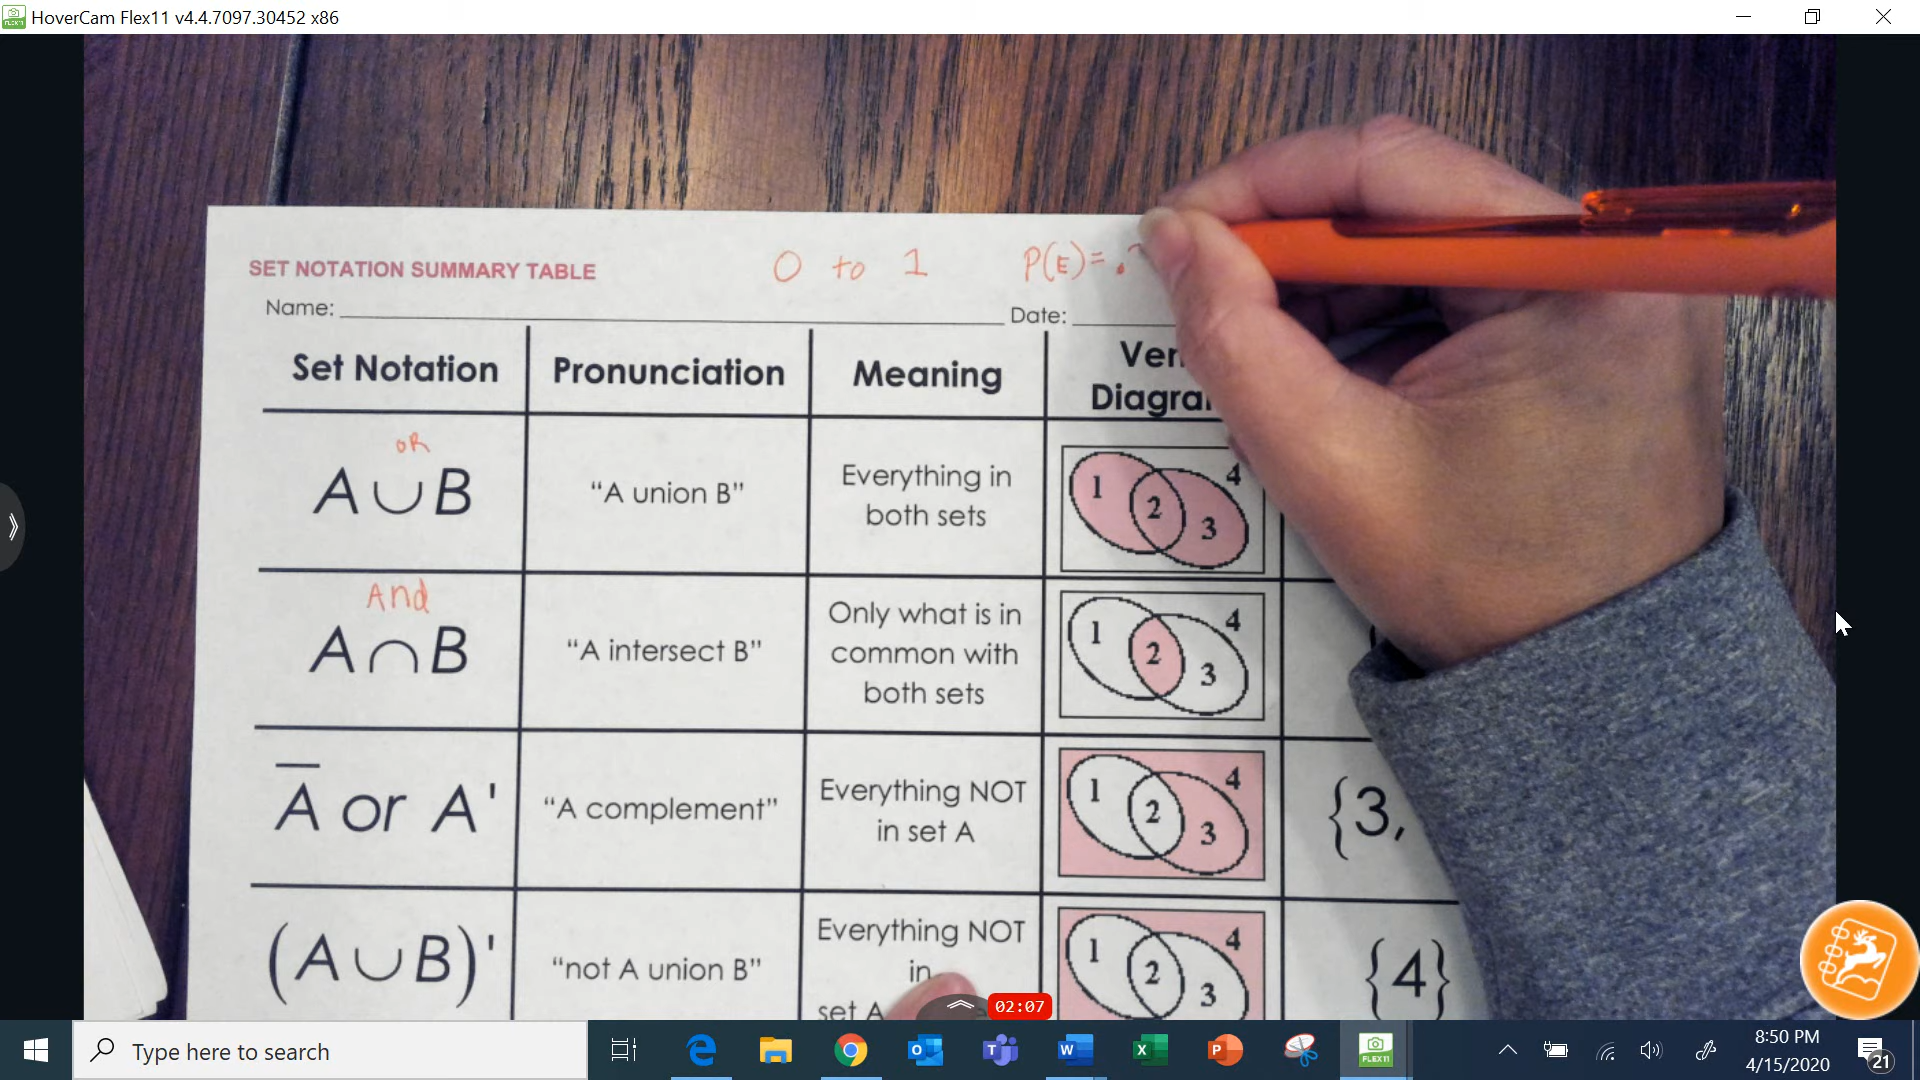 HoverCam Flex11 v4.4.7097.30452 x86
SET NOTATION SUMMARY TABLE
0 to 1
P(E)= .
Name:
Date:
Set Notation
Pronunciation
Meaning
OR
A∪B
“A union B”
Everything in
both sets
1 2 3 4
And
A∩B
“A intersect B”
Only what is in
common with
both sets
1 2 3 4
A̅ or A'
“A complement”
Everything NOT
in set A
1 2 3 4
{3,
(A∪B)'
“not A union B”
Everything NOT
in
set A
1 2 3 4
{4}
02:07
Type here to search
FLEX11
8:50 PM
4/15/2020
21